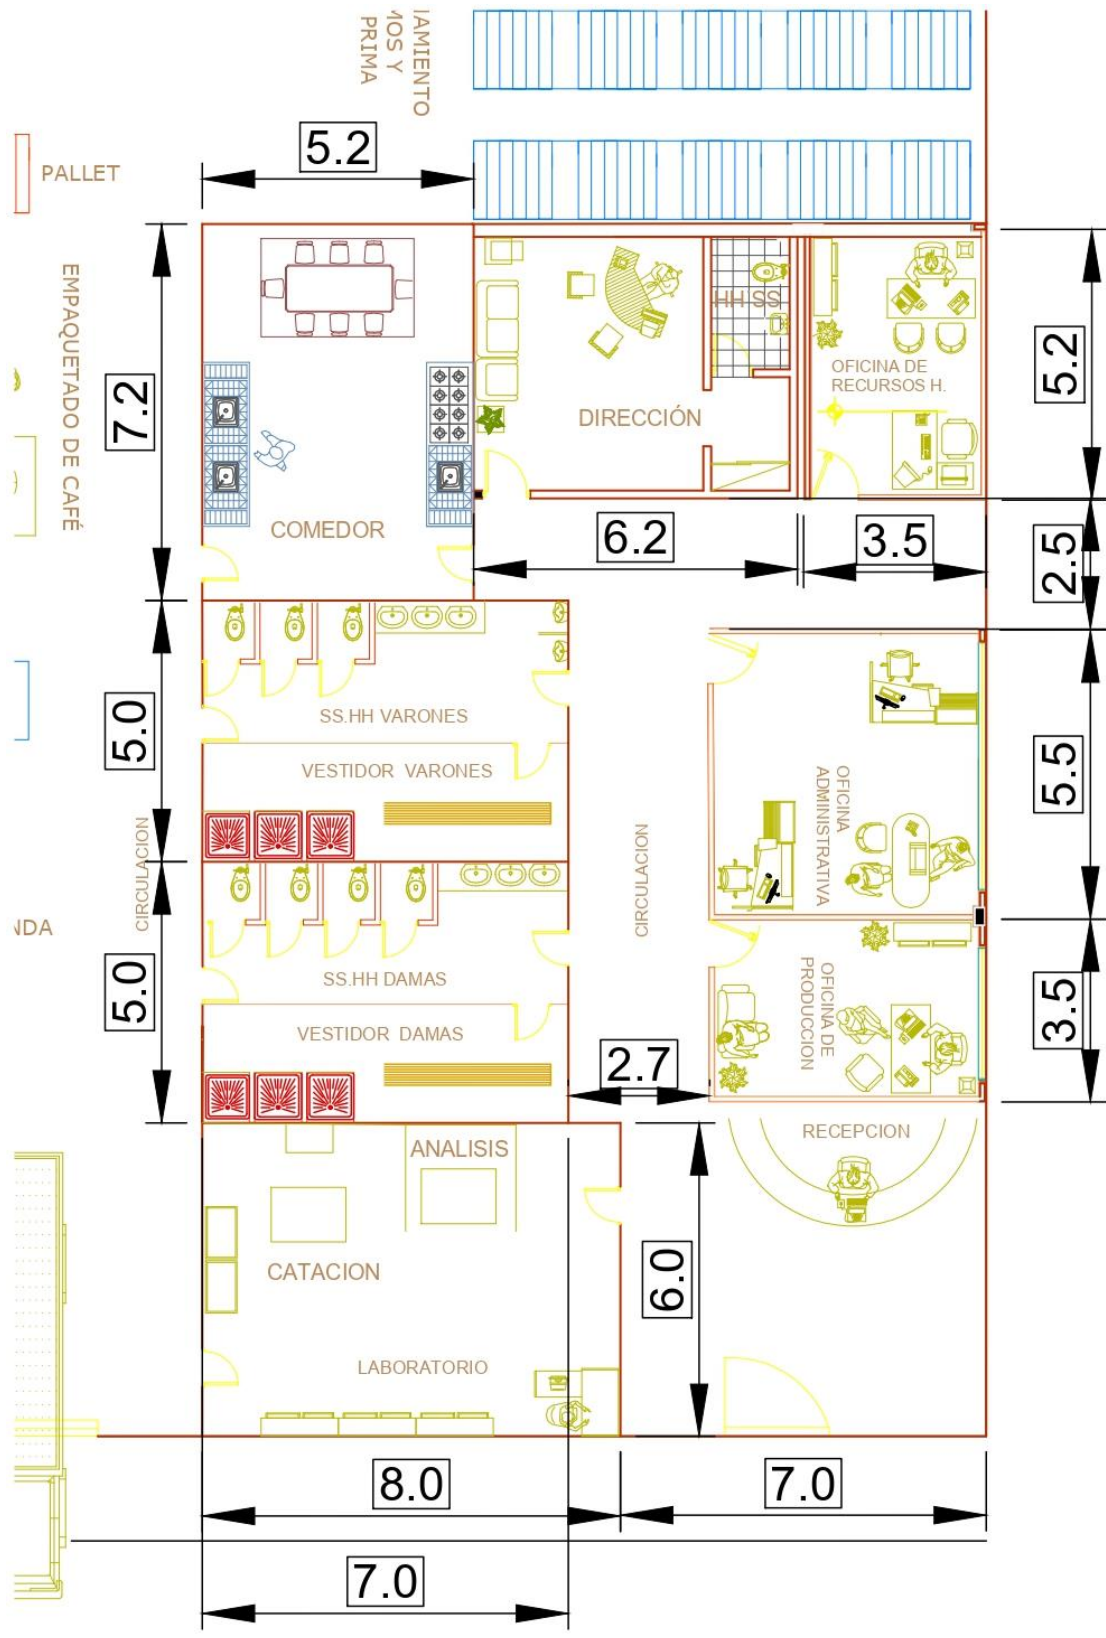 AMIENTO
MOS Y
PRIMA
5.2
PALLET
EMPAQUETADO DE CAFÉ
7.2
HH SS
OFICINA DE
RECURSOS H.
5.2
DIRECCIÓN
COMEDOR
6.2
3.5
2.5
5.0
SS.HH VARONES
VESTIDOR VARONES
OFICINA
ADMINISTRATIVA
5.5
CIRCULACION
CIRCULACION
NDA
5.0
SS.HH DAMAS
VESTIDOR DAMAS
OFICINA DE
PRODUCCION
3.5
2.7
RECEPCION
ANALISIS
CATACION
6.0
LABORATORIO
8.0
7.0
7.0